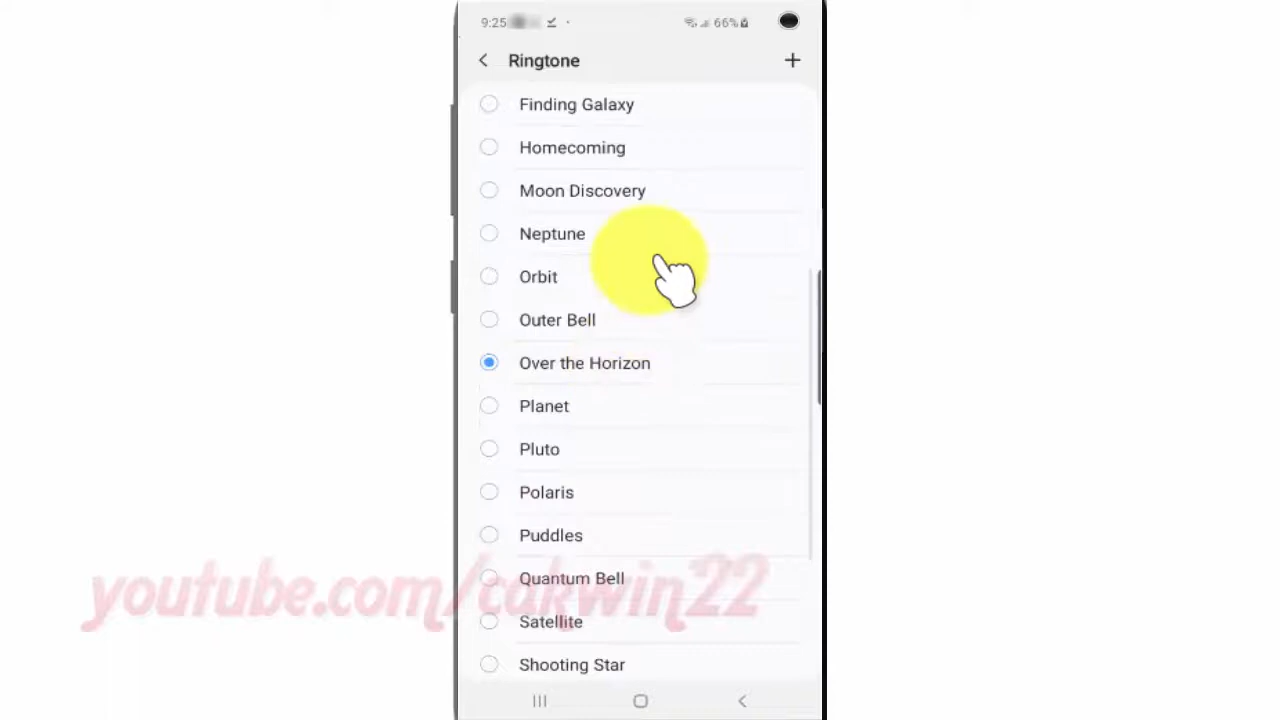 9:25
66%
Ringtone
Finding Galaxy
Homecoming
Moon Discovery
Neptune
Orbit
Outer Bell
Over the Horizon
Planet
Pluto
Polaris
Puddles
Quantum Bell
youtube.com/cakwin22
Satellite
Shooting Star